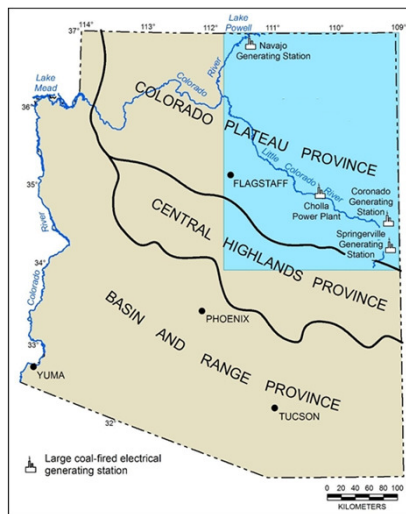 114°
113°
112°
111°
110°
109°
37°
Lake
Powell
Navajo
Generating Station
Lake
Mead
Colorado
River
36°
COLORADO PLATEAU PROVINCE
Little Colorado River
35°
FLAGSTAFF
Cholla
Power Plant
Coronado
Generating
Station
Springerville
Generating
Station
CENTRAL HIGHLANDS PROVINCE
Colorado River
34°
BASIN AND RANGE PROVINCE
PHOENIX
33°
YUMA
TUCSON
32°
Large coal-fired electrical
generating station
0 20 40 60 80 100
KILOMETERS